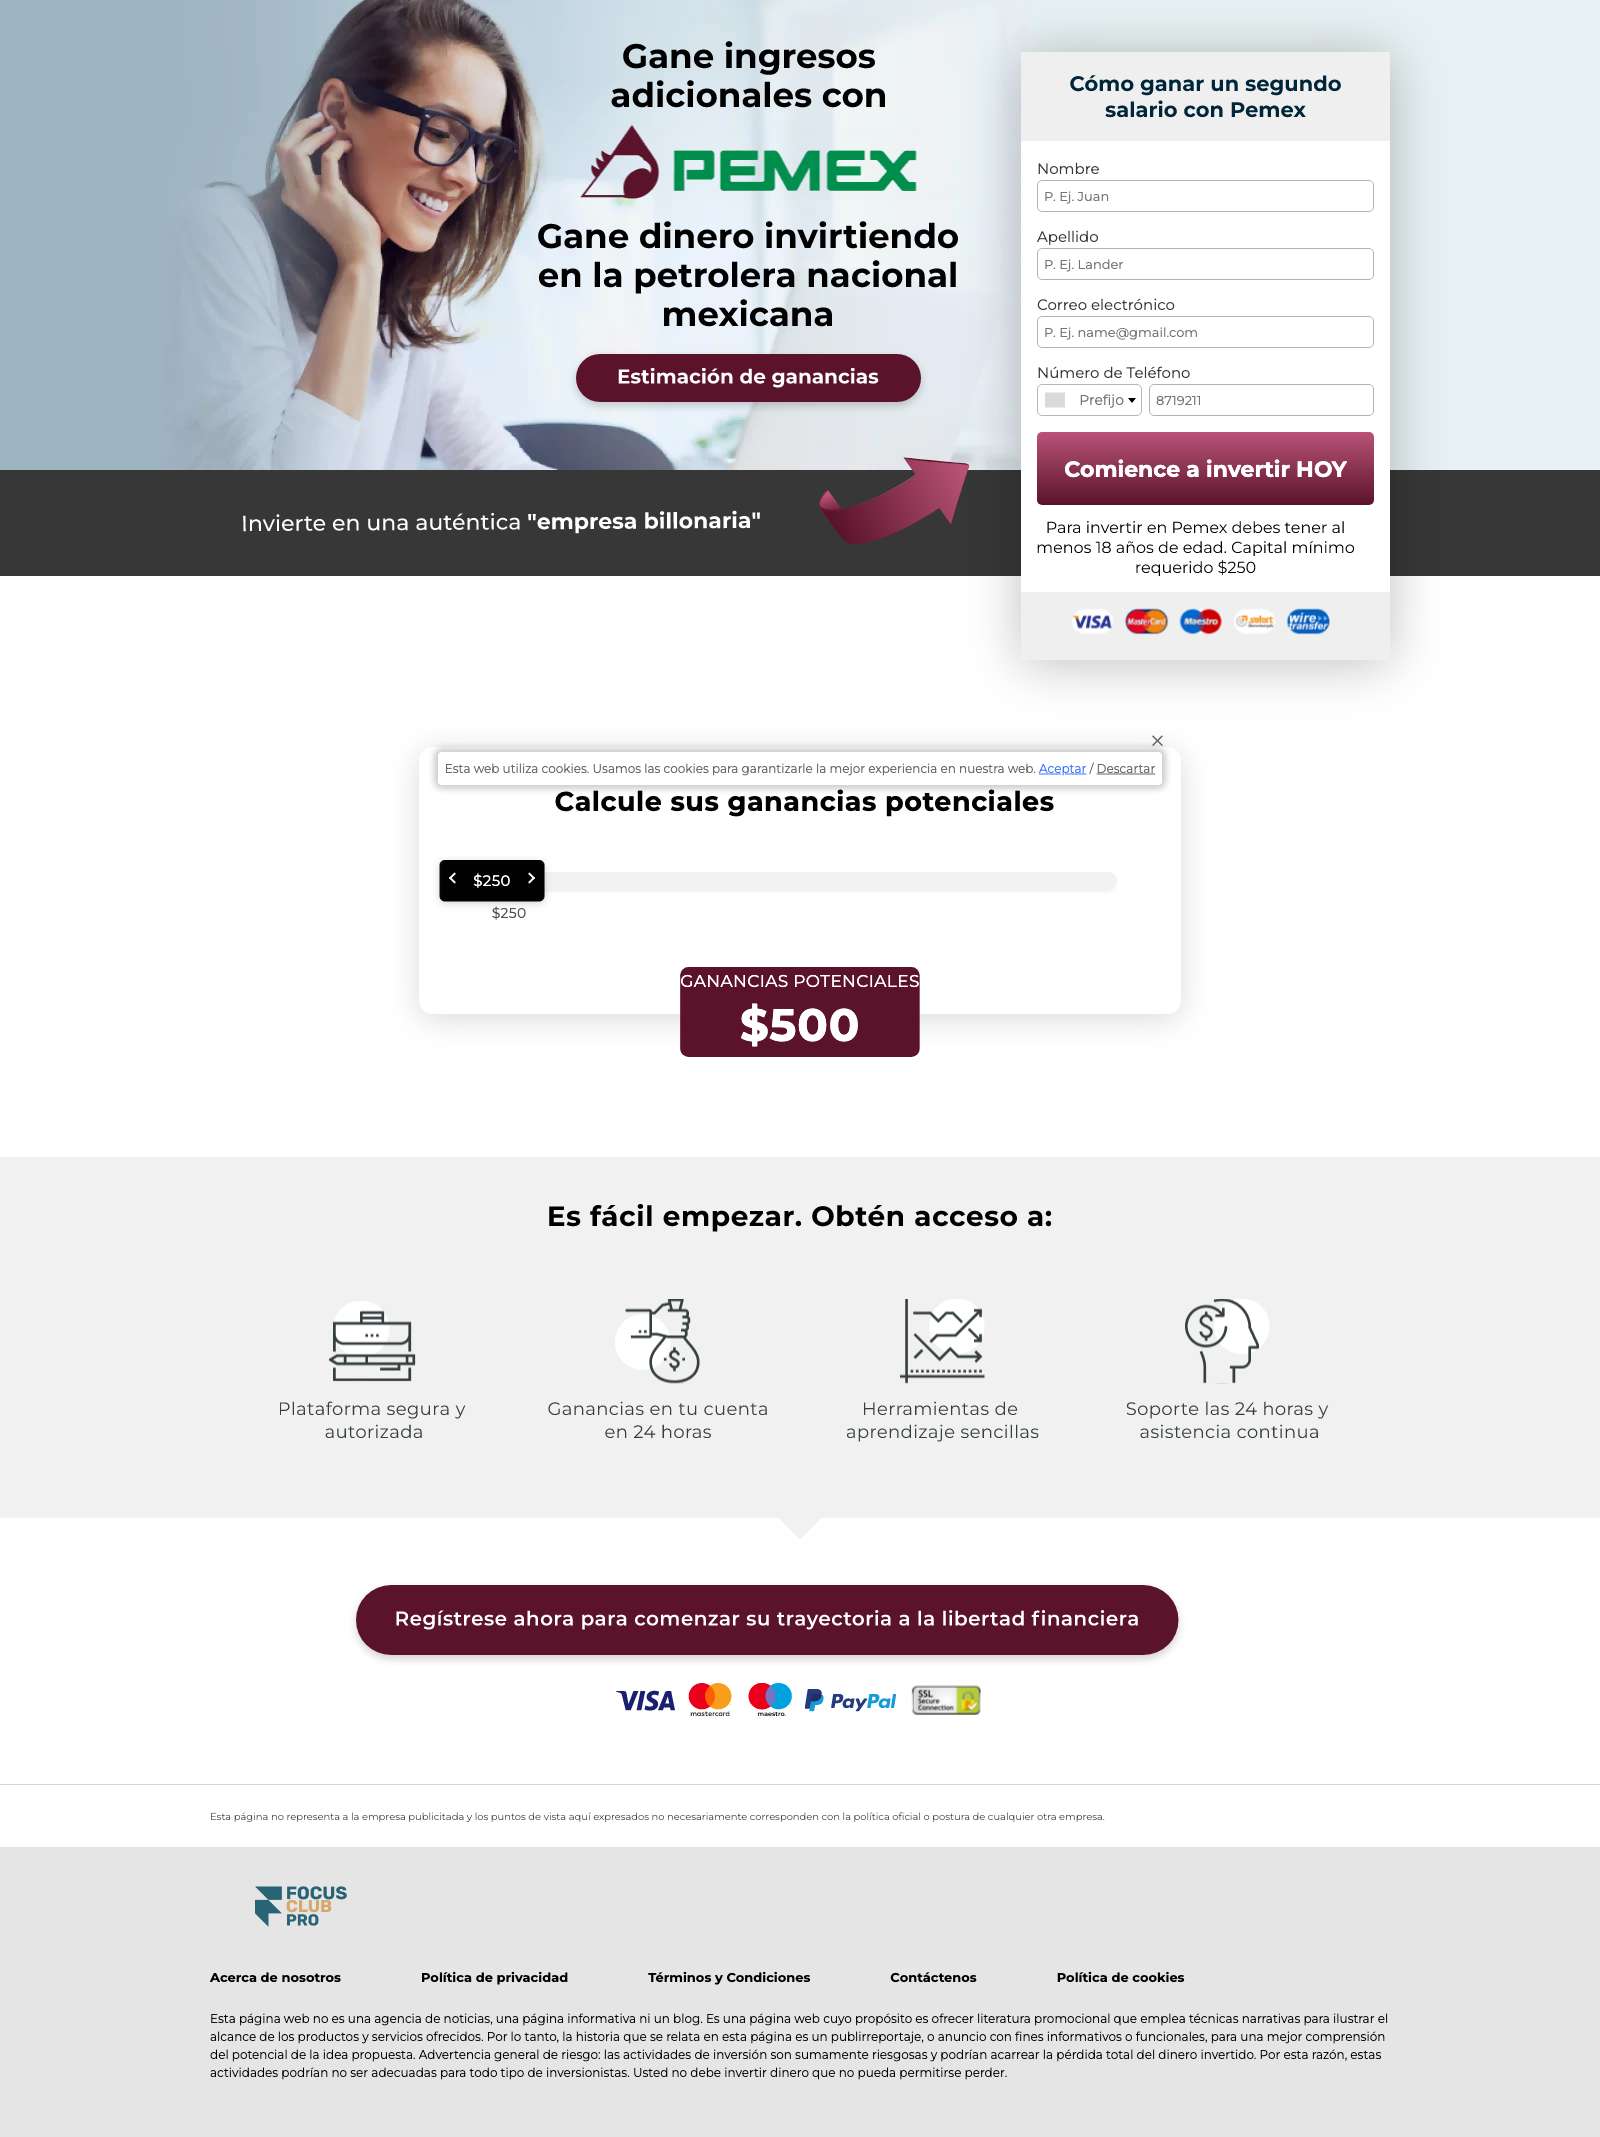 Gane ingresos
adicionales con
PEMEX
Gane dinero invirtiendo
en la petrolera nacional
mexicana
Estimación de ganancias
Invierte en una auténtica "empresa billonaria"
Cómo ganar un segundo
salario con Pemex
Nombre
P. Ej. Juan
Apellido
P. Ej. Lander
Correo electrónico
P. Ej. name@gmail.com
Número de Teléfono
Prefijo 8719211
Comience a invertir HOY
Para invertir en Pemex debes tener al
menos 18 años de edad. Capital mínimo
requerido $250
VISA MasterCard Maestro wire transfer
Esta web utiliza cookies. Usamos las cookies para garantizarle la mejor experiencia en nuestra web. Aceptar / Descartar
Calcule sus ganancias potenciales
$250
$250
GANANCIAS POTENCIALES
$500
Es fácil empezar. Obtén acceso a:
Plataforma segura y
autorizada
Ganancias en tu cuenta
en 24 horas
Herramientas de
aprendizaje sencillas
Soporte las 24 horas y
asistencia continua
Regístrese ahora para comenzar su trayectoria a la libertad financiera
VISA mastercard maestro PayPal SSL Secure Connection
Esta página no representa a la empresa publicitada y los puntos de vista aquí expresados no necesariamente corresponden con la política oficial o postura de cualquier otra empresa.
FOCUS
CLUB
PRO
Acerca de nosotros Política de privacidad Términos y Condiciones Contáctenos Política de cookies
Esta página web no es una agencia de noticias, una página informativa ni un blog. Es una página web cuyo propósito es ofrecer literatura promocional que emplea técnicas narrativas para ilustrar el
alcance de los productos y servicios ofrecidos. Por lo tanto, la historia que se relata en esta página es un publirreportaje, o anuncio con fines informativos o funcionales, para una mejor comprensión
del potencial de la idea propuesta. Advertencia general de riesgo: las actividades de inversión son sumamente riesgosas y podrían acarrear la pérdida total del dinero invertido. Por esta razón, estas
actividades podrían no ser adecuadas para todo tipo de inversionistas. Usted no debe invertir dinero que no pueda permitirse perder.